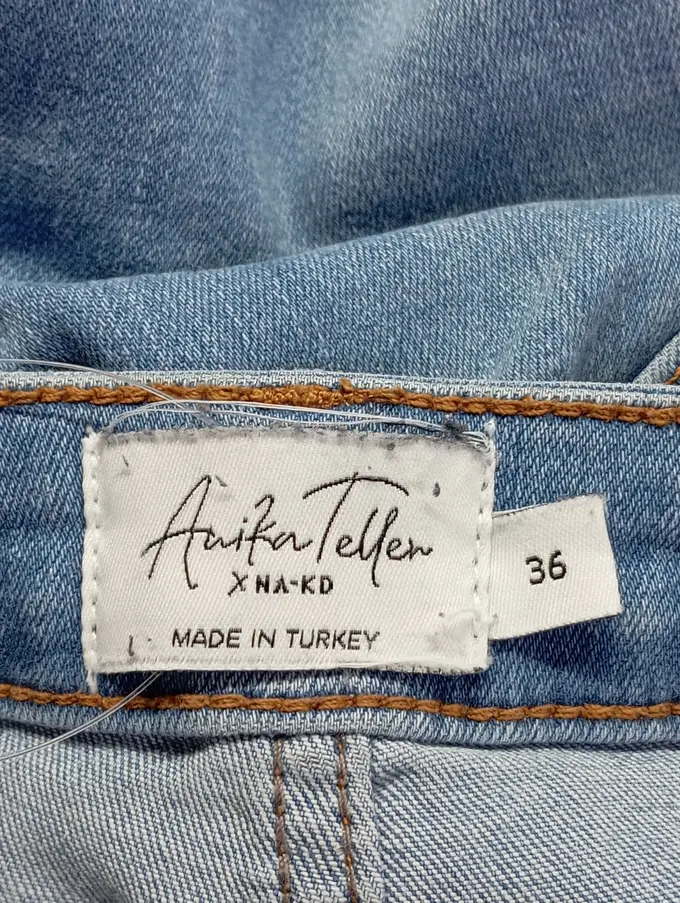 Anika Teller
X NA-KD
MADE IN TURKEY
36